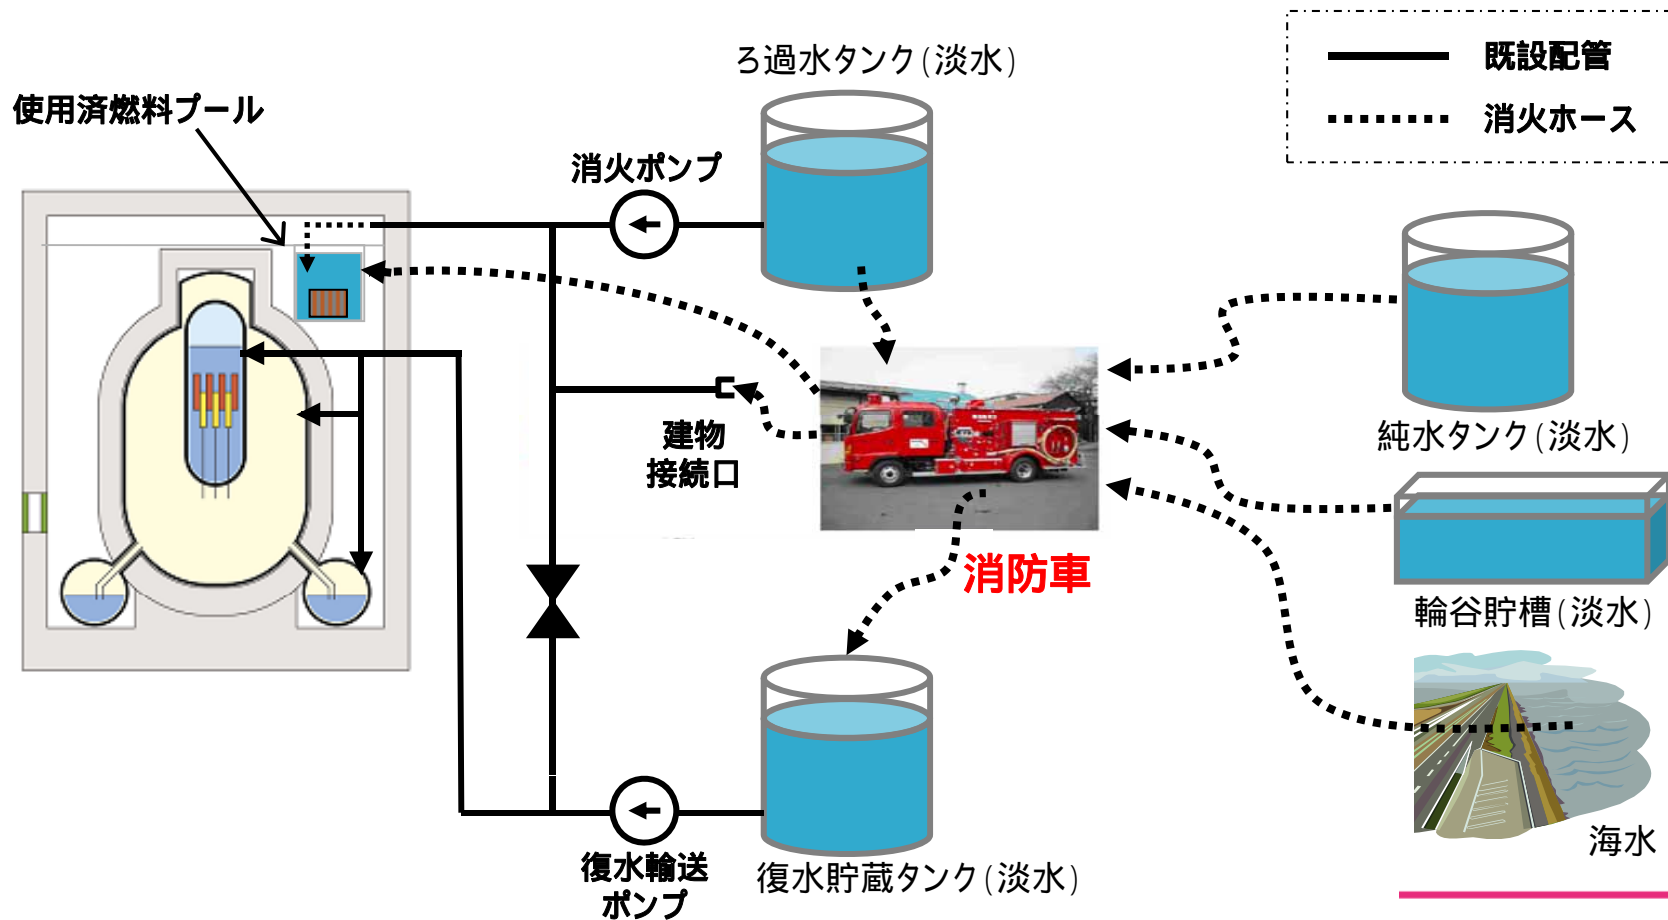 ろ過水タンク(淡水)
既設配管
消火ホース
使用済燃料プール
消火ポンプ
建物
接続口
純水タンク(淡水)
消防車
輪谷貯槽(淡水)
海水
復水輸送
ポンプ
復水貯蔵タンク(淡水)